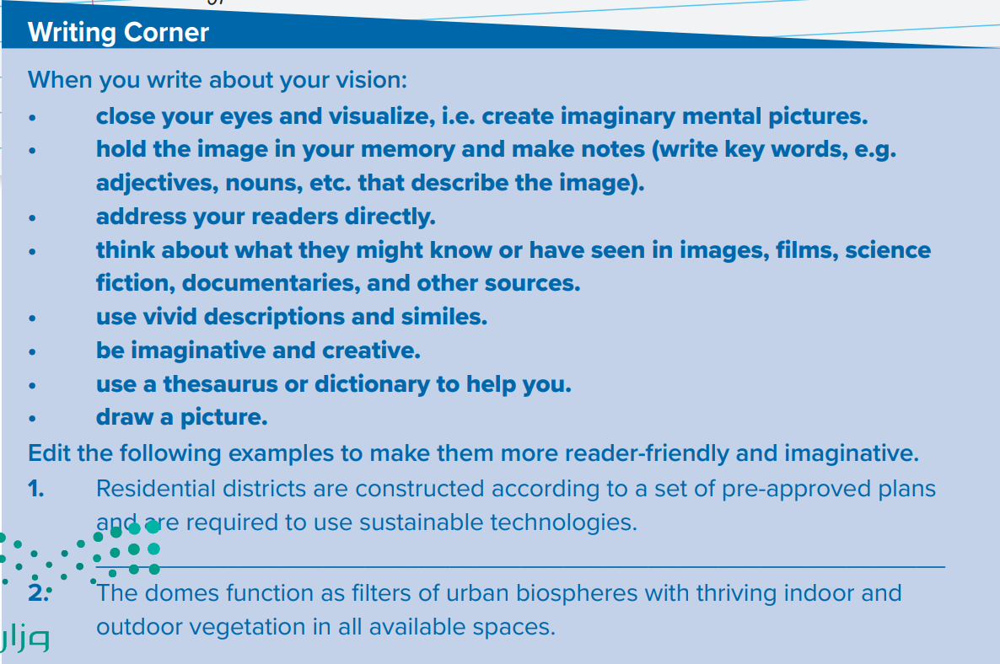 Writing Corner
When you write about your vision:
• close your eyes and visualize, i.e. create imaginary mental pictures.
• hold the image in your memory and make notes (write key words, e.g.
adjectives, nouns, etc. that describe the image).
• address your readers directly.
• think about what they might know or have seen in images, films, science
fiction, documentaries, and other sources.
• use vivid descriptions and similes.
• be imaginative and creative.
• use a thesaurus or dictionary to help you.
• draw a picture.
Edit the following examples to make them more reader-friendly and imaginative.
1. Residential districts are constructed according to a set of pre-approved plans
and are required to use sustainable technologies.
2. The domes function as filters of urban biospheres with thriving indoor and
outdoor vegetation in all available spaces.